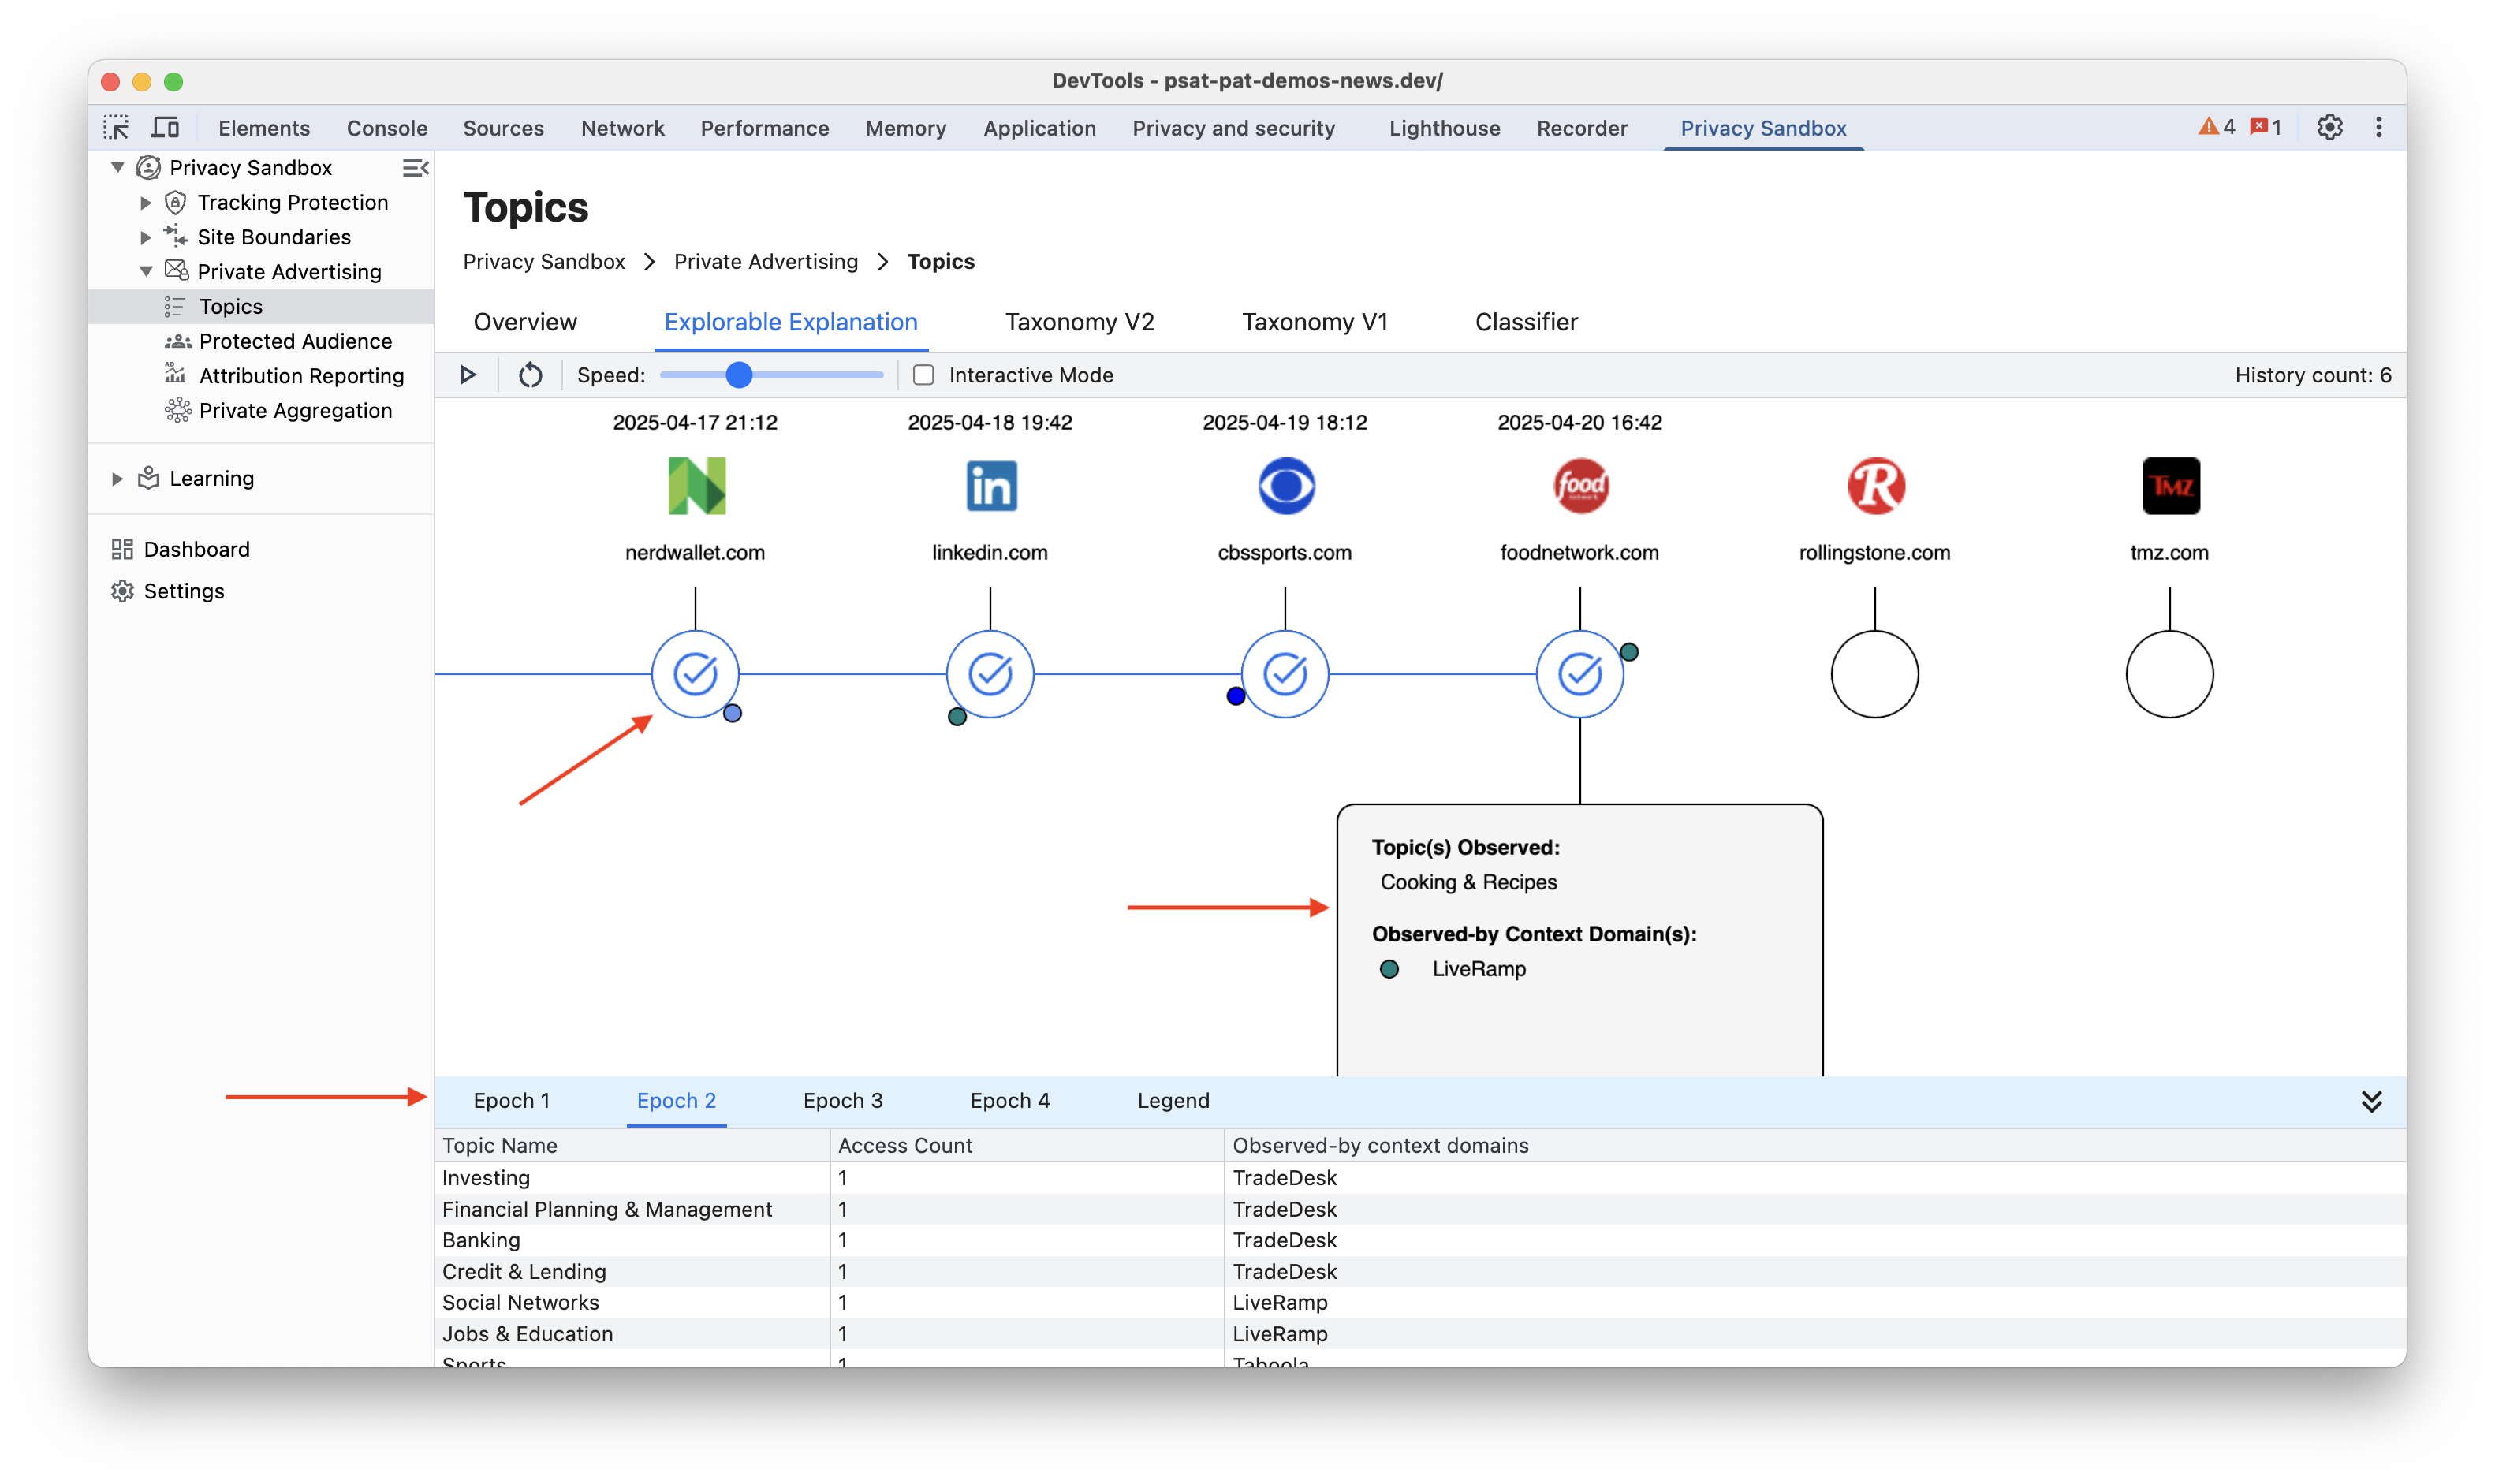 DevTools - psat-pat-demos-news.dev/
Elements Console Sources Network Performance Memory Application Privacy and security Lighthouse Recorder Privacy Sandbox 4 1
Privacy Sandbox
Tracking Protection
Site Boundaries
Private Advertising
Topics
Protected Audience
Attribution Reporting
Private Aggregation
Learning
Dashboard
Settings
Topics
Privacy Sandbox > Private Advertising > Topics
Overview Explorable Explanation Taxonomy V2 Taxonomy V1 Classifier
Speed: Interactive Mode History count: 6
2025-04-17 21:12 2025-04-18 19:42 2025-04-19 18:12 2025-04-20 16:42
in food network R TMZ
nerdwallet.com linkedin.com cbssports.com foodnetwork.com rollingstone.com tmz.com
Topic(s) Observed:
Cooking & Recipes
Observed-by Context Domain(s):
LiveRamp
Epoch 1 Epoch 2 Epoch 3 Epoch 4 Legend
Topic Name Access Count Observed-by context domains
Investing 1 TradeDesk
Financial Planning & Management 1 TradeDesk
Banking 1 TradeDesk
Credit & Lending 1 TradeDesk
Social Networks 1 LiveRamp
Jobs & Education 1 LiveRamp
Sports 1 Taboola